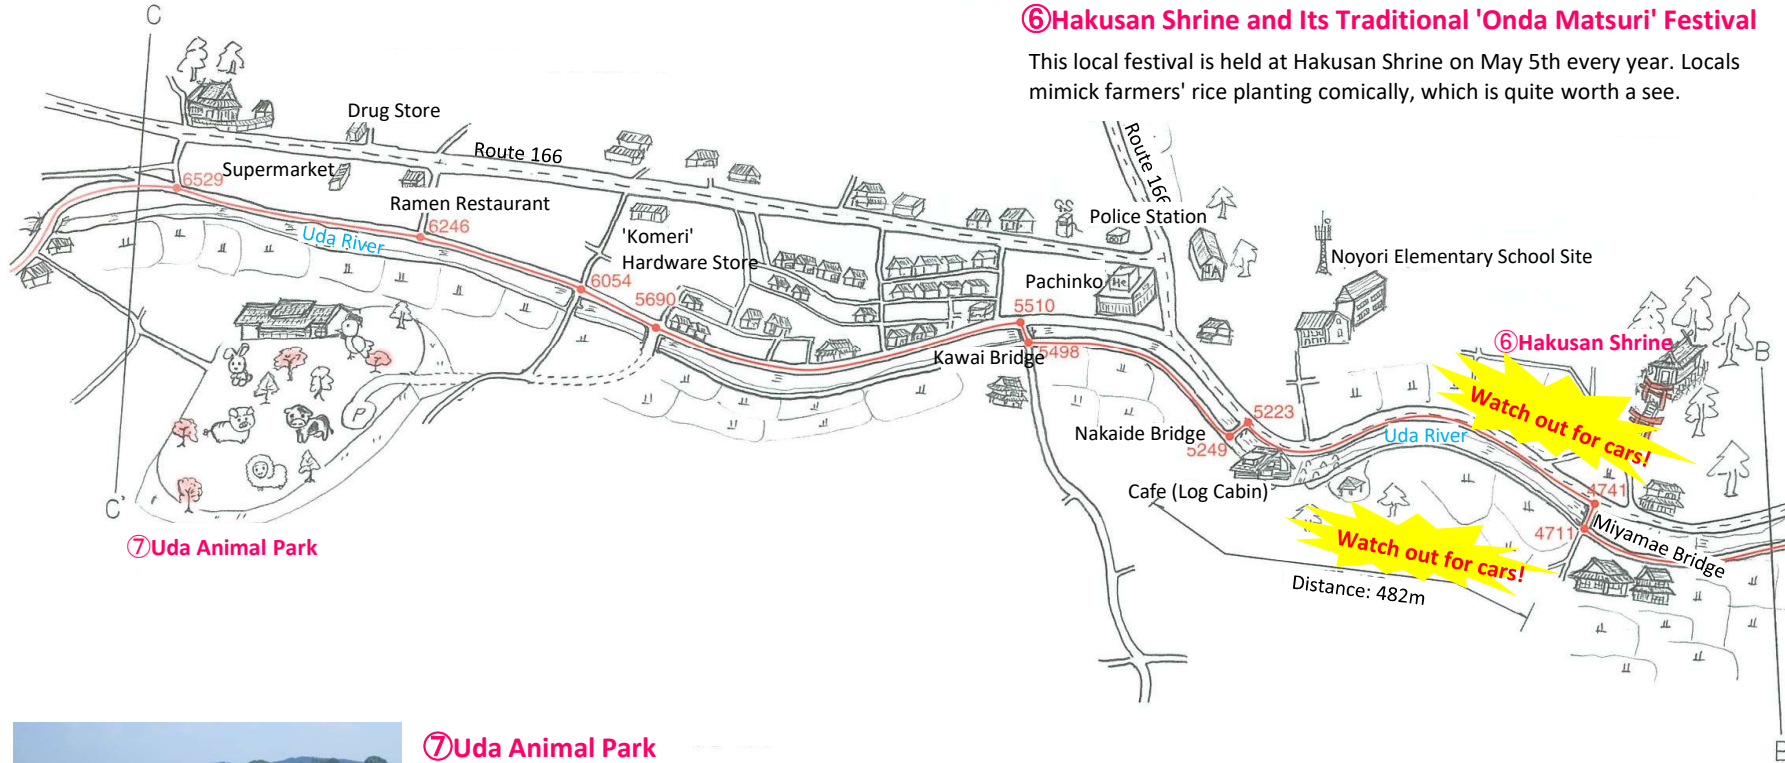 C
⑥Hakusan Shrine and Its Traditional 'Onda Matsuri' Festival
This local festival is held at Hakusan Shrine on May 5th every year. Locals
mimick farmers' rice planting comically, which is quite worth a see.
Drug Store
Route 166
Route 166
Supermarket
6529
Ramen Restaurant
6246
Uda River
'Komeri'
Hardware Store
6054
5690
GS
Police Station
Pachinko
5510
Kawai Bridge
5498
Noyori Elementary School Site
⑥Hakusan Shrine
B
Watch out for cars!
5223
Nakaide Bridge
5249
Uda River
Cafe (Log Cabin)
4741
4711
Miyamae Bridge
Watch out for cars!
Distance: 482m
P
C'
⑦Uda Animal Park
⑦Uda Animal Park